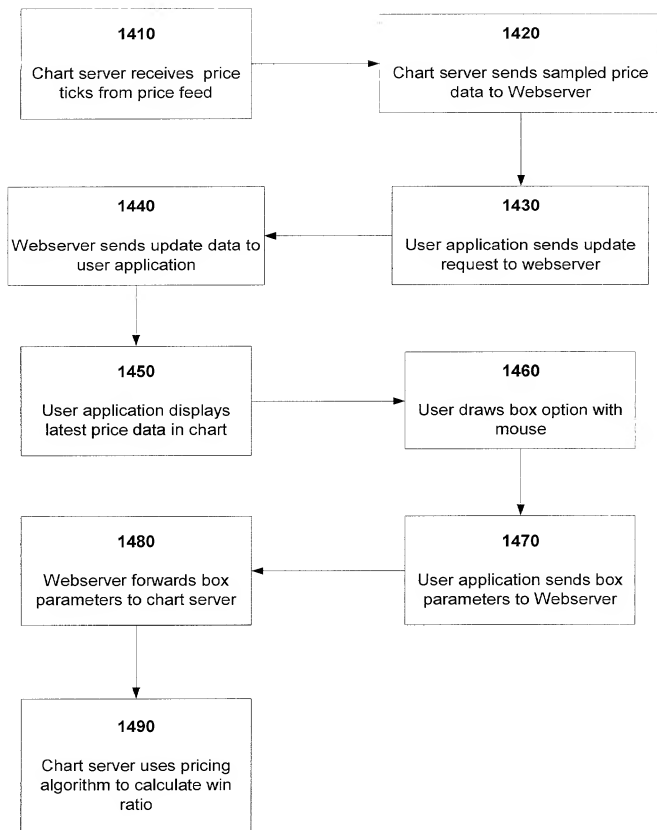 1410
Chart server receives price
ticks from price feed
1420
Chart server sends sampled price
data to Webserver
1430
User application sends update
request to webserver
1440
Webserver sends update data to
user application
1450
User application displays
latest price data in chart
1460
User draws box option with
mouse
1470
User application sends box
parameters to Webserver
1480
Webserver forwards box
parameters to chart server
1490
Chart server uses pricing
algorithm to calculate win
ratio